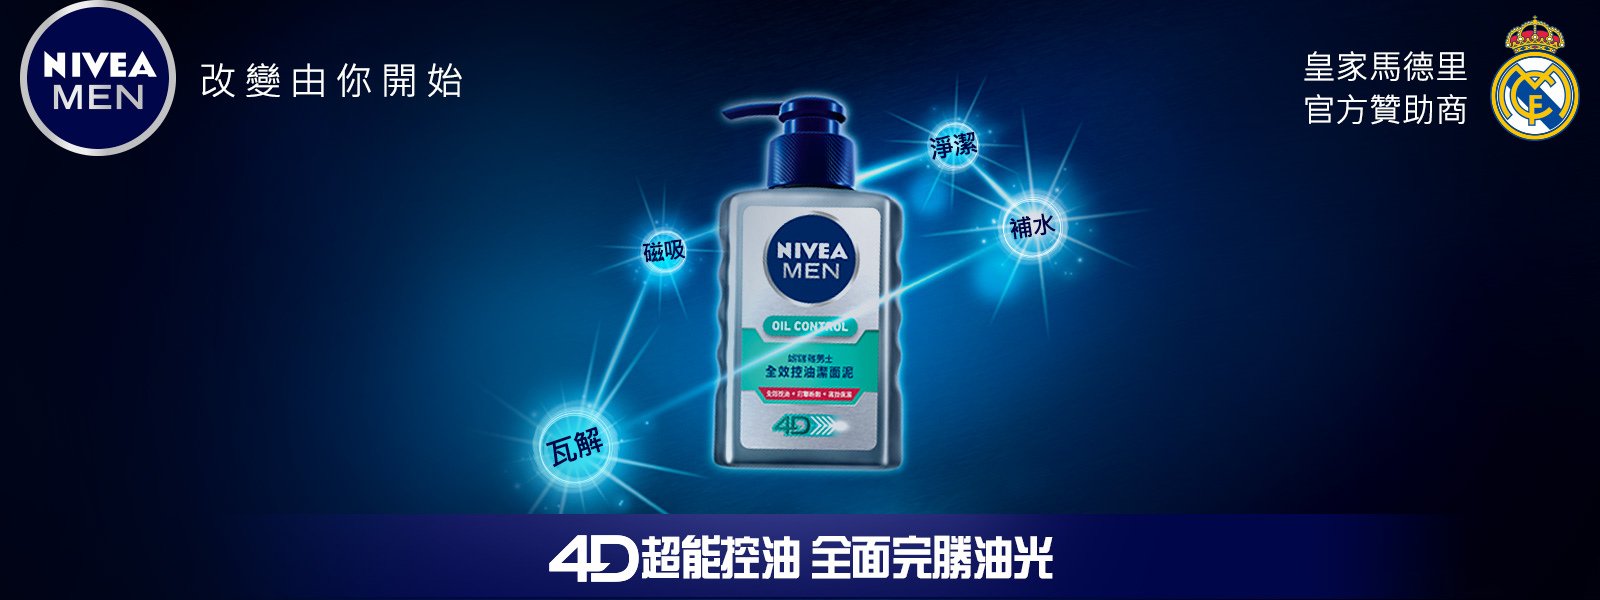 NIVEA
MEN
改變由你開始
皇家馬德里
官方贊助商
淨潔
補水
磁吸
瓦解
NIVEA
MEN
OIL CONTROL
男士
全效控油潔面泥
4D
4D超能控油 全面完勝油光